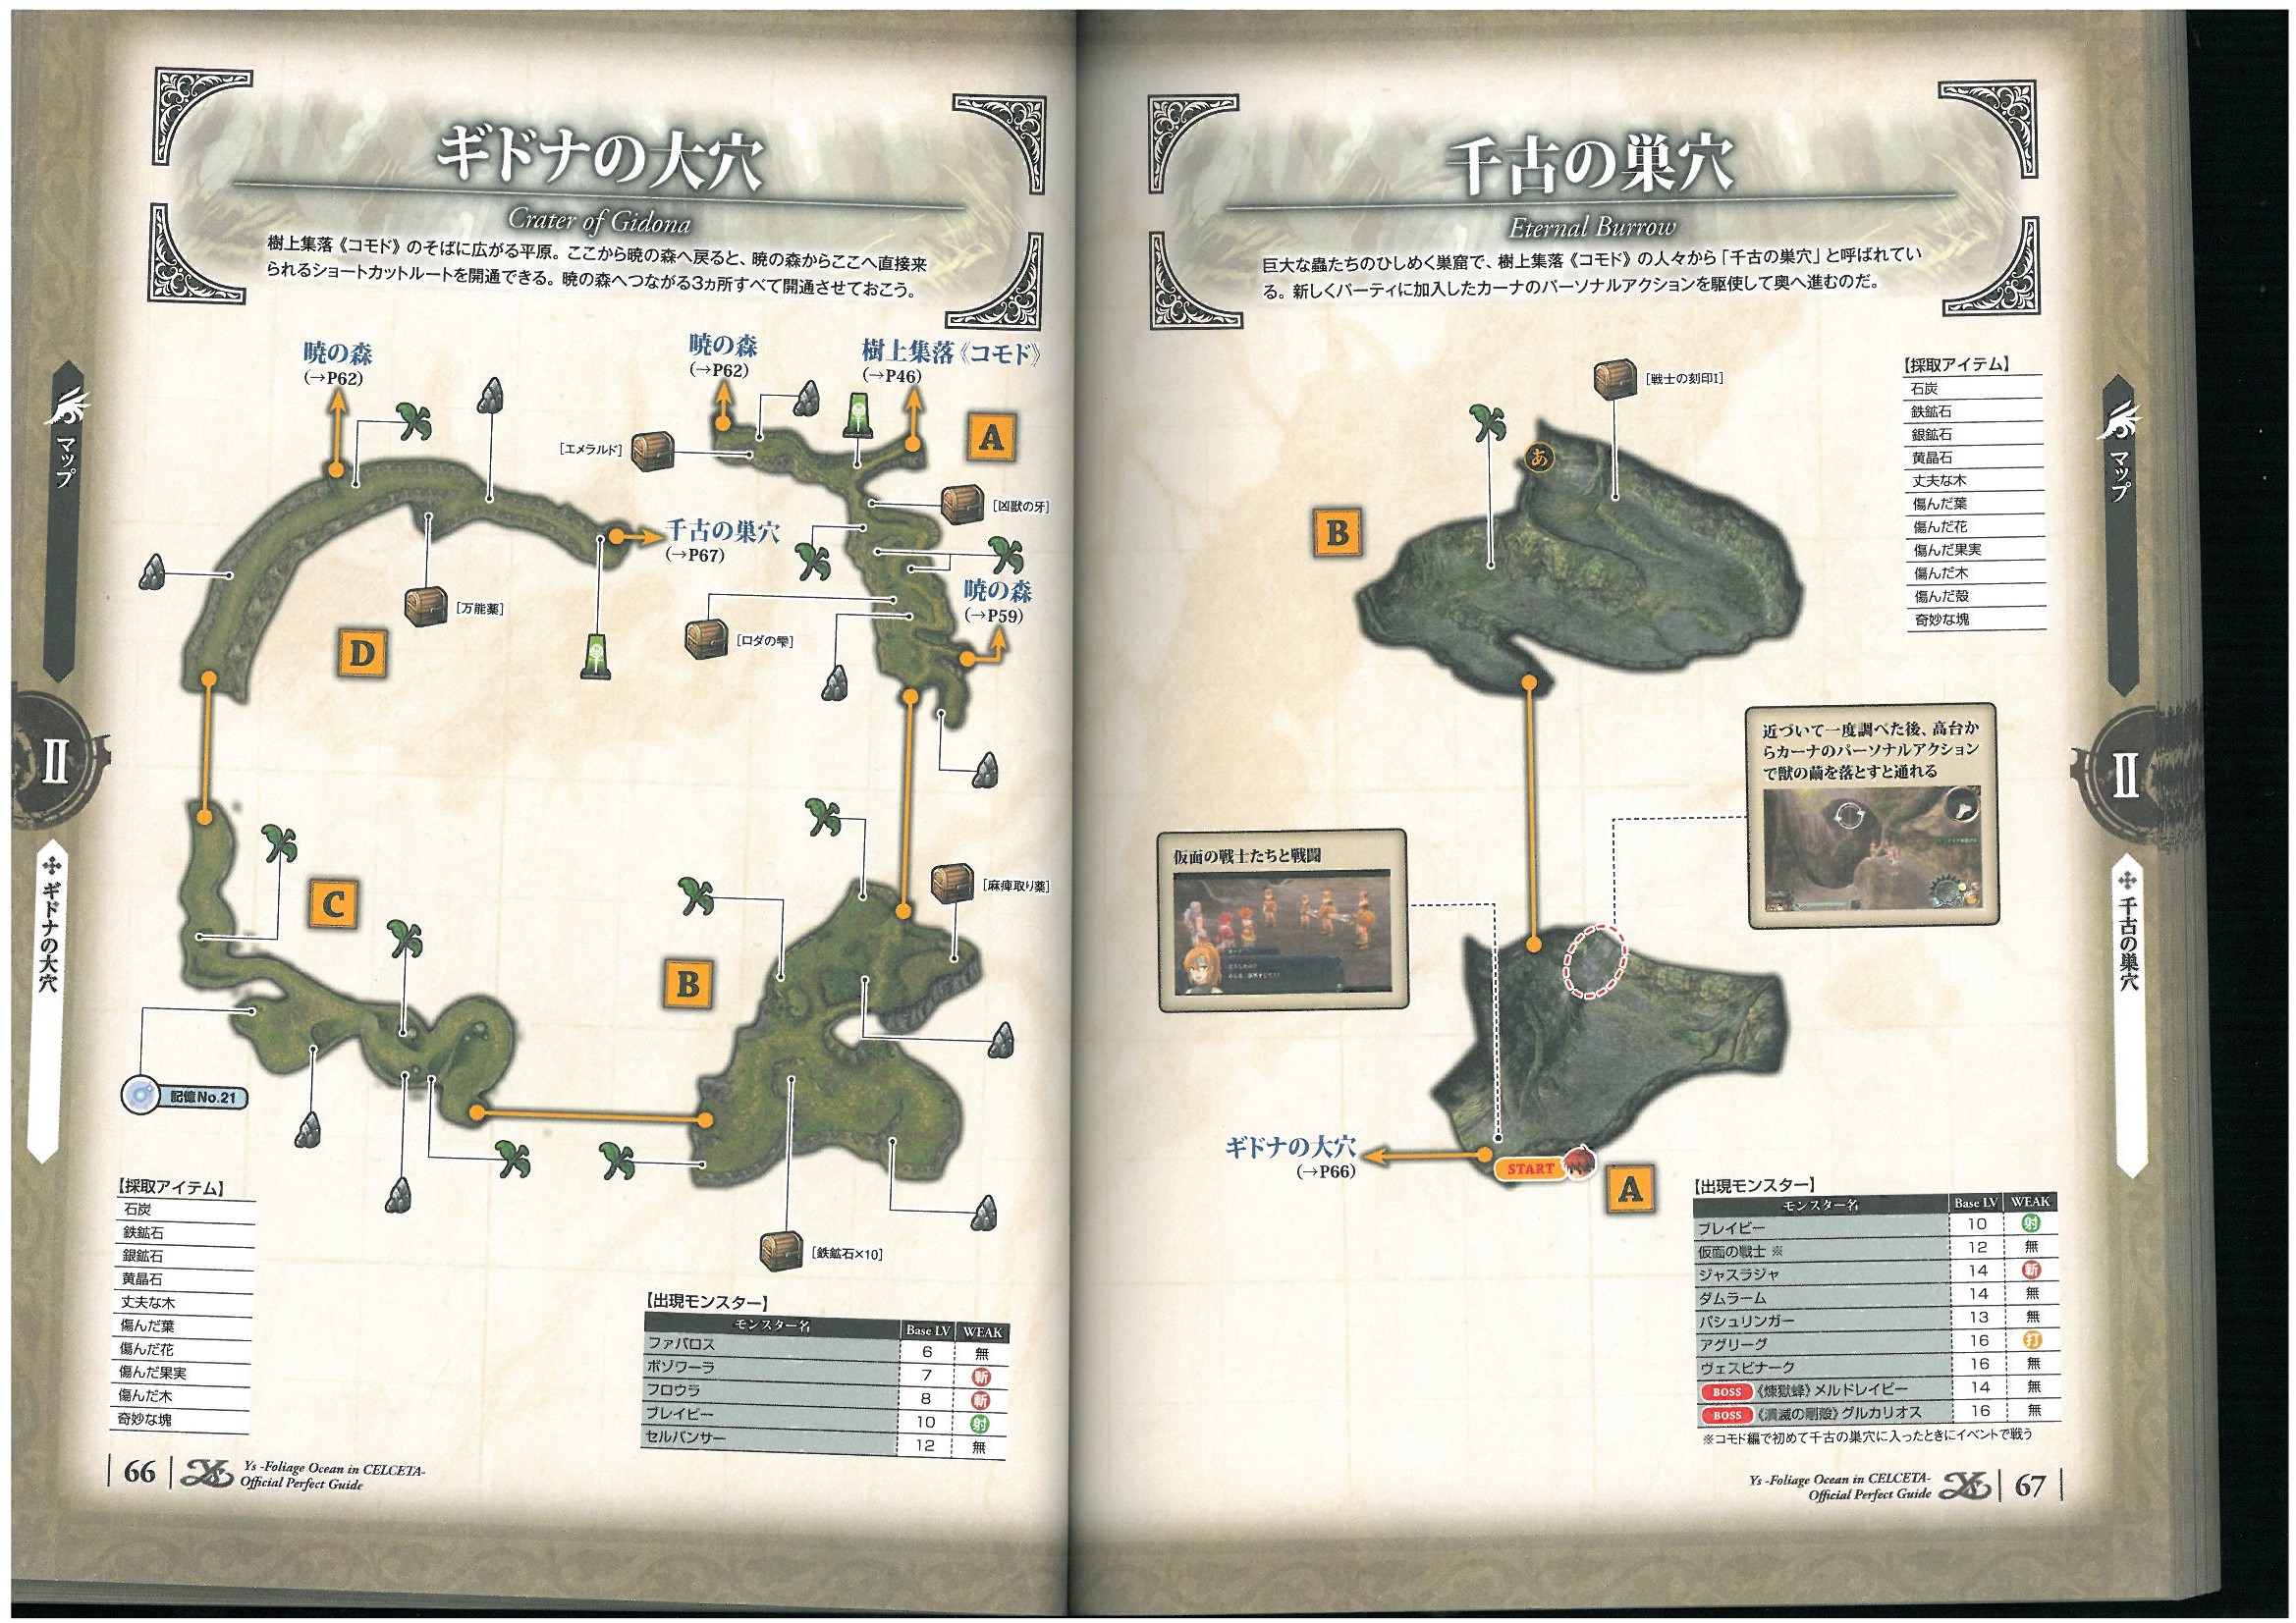 ギドナの大穴
Crater of Gidona
樹上集落《コモド》のそばに広がる平原。ここから暁の森へ戻ると、暁の森からここへ直接来
られるショートカットルートを開通できる。暁の森へつながる3ヵ所すべて開通させておこう。
暁の森
(→P62)
暁の森
(→P62)
樹上集落《コモド》
(→P46)
A
[エメラルド]
[凶獣の牙]
千古の巣穴
(→P67)
暁の森
(→P59)
[万能薬]
[ロダの雫]
D
C
[麻痺取り薬]
B
記憶No.21
[鉄鉱石×10]
【採取アイテム】
石炭
鉄鉱石
銀鉱石
黄晶石
丈夫な木
傷んだ葉
傷んだ花
傷んだ果実
傷んだ木
奇妙な塊
【出現モンスター】
モンスター名 Base LV WEAK
ファバロス 6 無
ボゾワーラ 7 斬
フロウラ 8 斬
ブレイビー 10 射
セルバンサー 12 無
マップ
II
ギドナの大穴
66
Ys -Foliage Ocean in CELCETA-
Official Perfect Guide
千古の巣穴
Eternal Burrow
巨大な蟲たちのひしめく巣窟で、樹上集落《コモド》の人々から「千古の巣穴」と呼ばれてい
る。新しくパーティに加入したカーナのパーソナルアクションを駆使して奥へ進むのだ。
[戦士の刻印I]
あ
B
【採取アイテム】
石炭
鉄鉱石
銀鉱石
黄晶石
丈夫な木
傷んだ葉
傷んだ花
傷んだ果実
傷んだ木
傷んだ殻
奇妙な塊
近づいて一度調べた後、高台か
らカーナのパーソナルアクション
で獣の繭を落とすと通れる
仮面の戦士たちと戦闘
ギドナの大穴
(→P66)
START
A
【出現モンスター】
モンスター名 Base LV WEAK
ブレイビー 10 射
仮面の戦士 ※ 12 無
ジャスラジャ 14 斬
ダムラーム 14 無
バシュリンガー 13 無
アグリーグ 16 打
ヴェスビナーク 16 無
BOSS 《煉獄蜂》メルドレイビー 14 無
BOSS 《潰滅の剛殻》グルカリオス 16 無
※コモド編で初めて千古の巣穴に入ったときにイベントで戦う
マップ
II
千古の巣穴
Ys -Foliage Ocean in CELCETA-
Official Perfect Guide
67